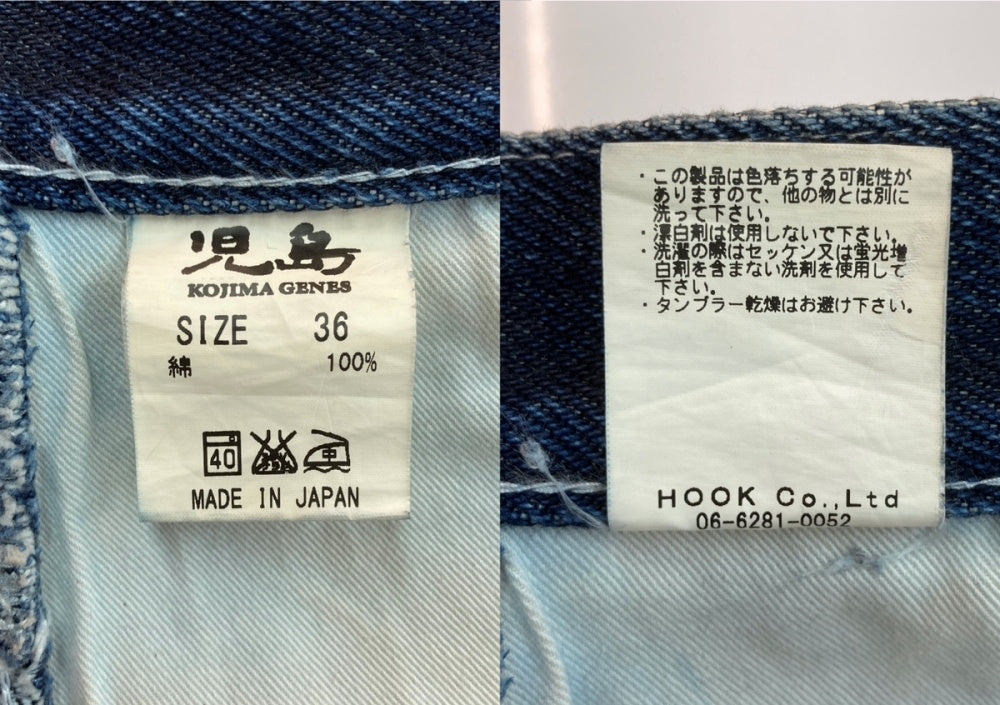 児島
KOJIMA GENES
SIZE 36
綿 100%
40
中
MADE IN JAPAN
・この製品は色落ちする可能性が
ありますので、他の物とは別に
洗って下さい。
・漂白剤は使用しないで下さい。
・洗濯の際はセッケン又は蛍光増
白剤を含まない洗剤を使用して
下さい。
・タンブラー乾燥はお避け下さい。
HOOK Co.,Ltd
06-6281-0052